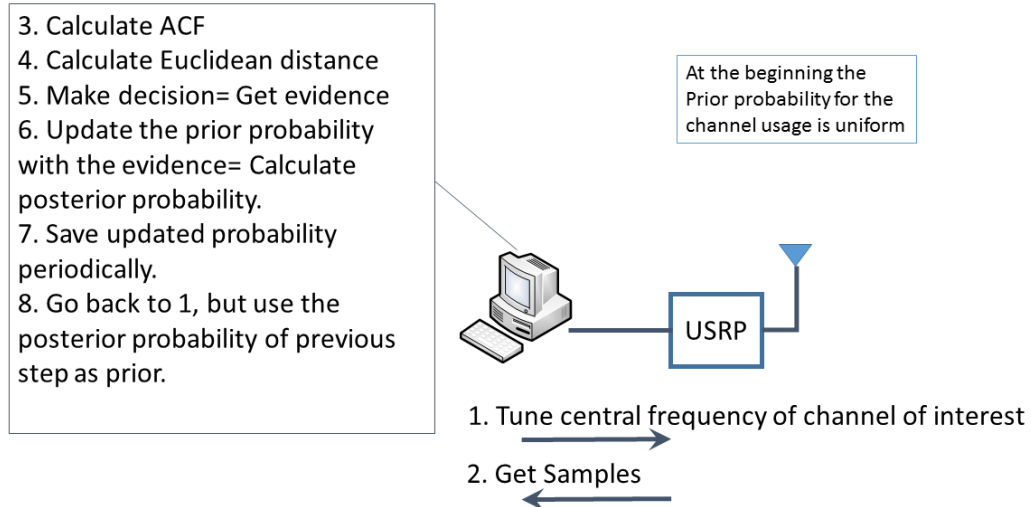 3. Calculate ACF
4. Calculate Euclidean distance
5. Make decision= Get evidence
6. Update the prior probability
with the evidence= Calculate
posterior probability.
7. Save updated probability
periodically.
8. Go back to 1, but use the
posterior probability of previous
step as prior.
At the beginning the
Prior probability for the
channel usage is uniform
USRP
1. Tune central frequency of channel of interest
2. Get Samples